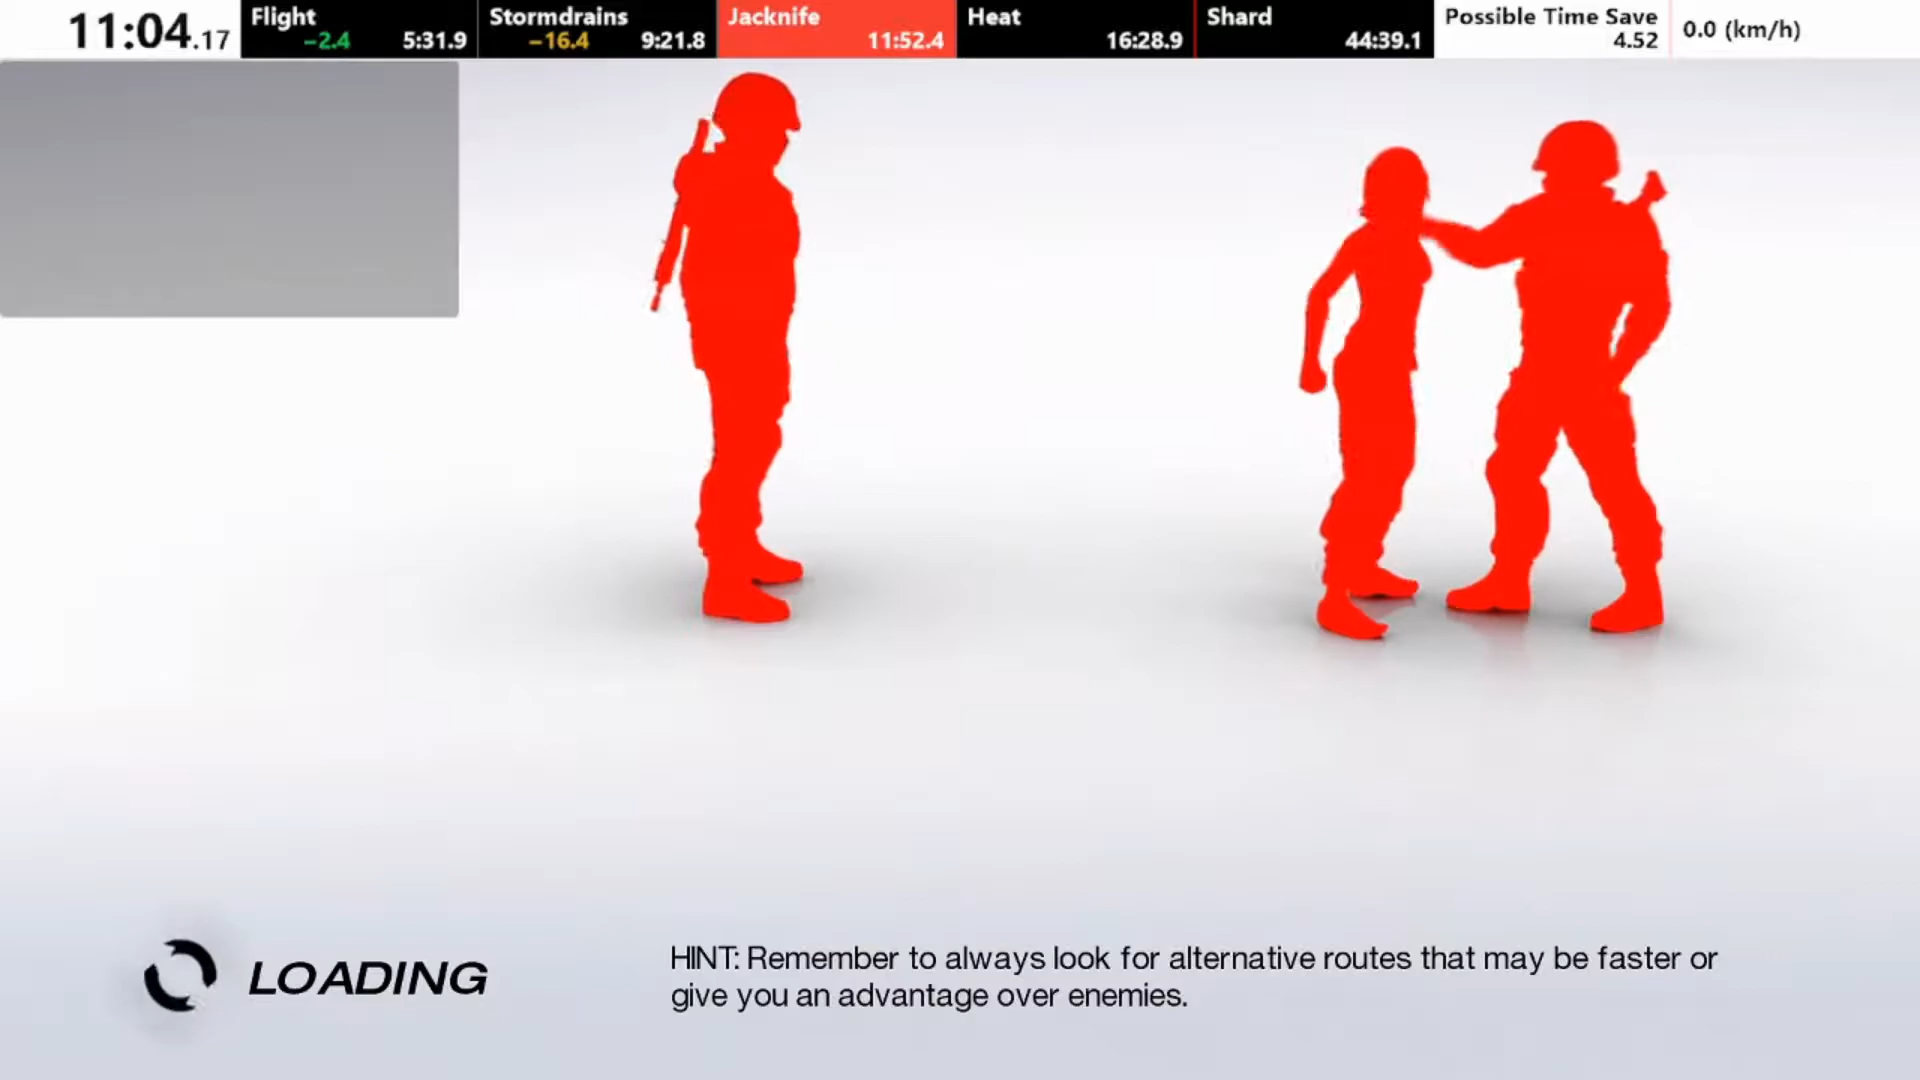 11:04.17
Flight
−2.4 5:31.9
Stormdrains
−16.4 9:21.8
Jacknife
11:52.4
Heat
16:28.9
Shard
44:39.1
Possible Time Save
4.52
0.0 (km/h)
LOADING
HINT: Remember to always look for alternative routes that may be faster or
give you an advantage over enemies.